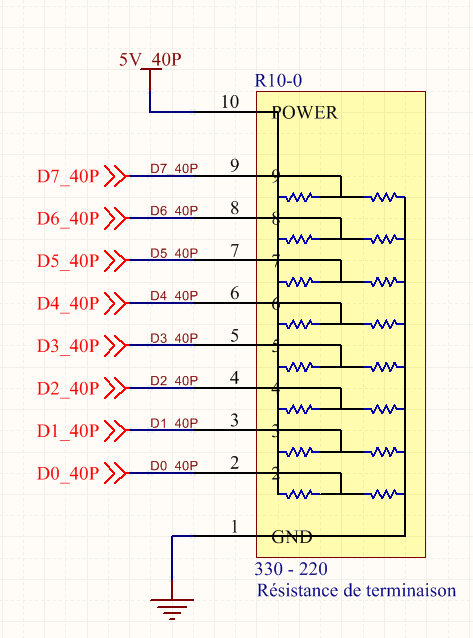 5V_40P
R10-0
10 POWER
D7_40P D7_40P 9 9
D6_40P D6_40P 8 8
D5_40P D5_40P 7 7
D4_40P D4_40P 6 6
D3_40P D3_40P 5 5
D2_40P D2_40P 4 4
D1_40P D1_40P 3 3
D0_40P D0_40P 2 2
1 GND
330 - 220
Résistance de terminaison